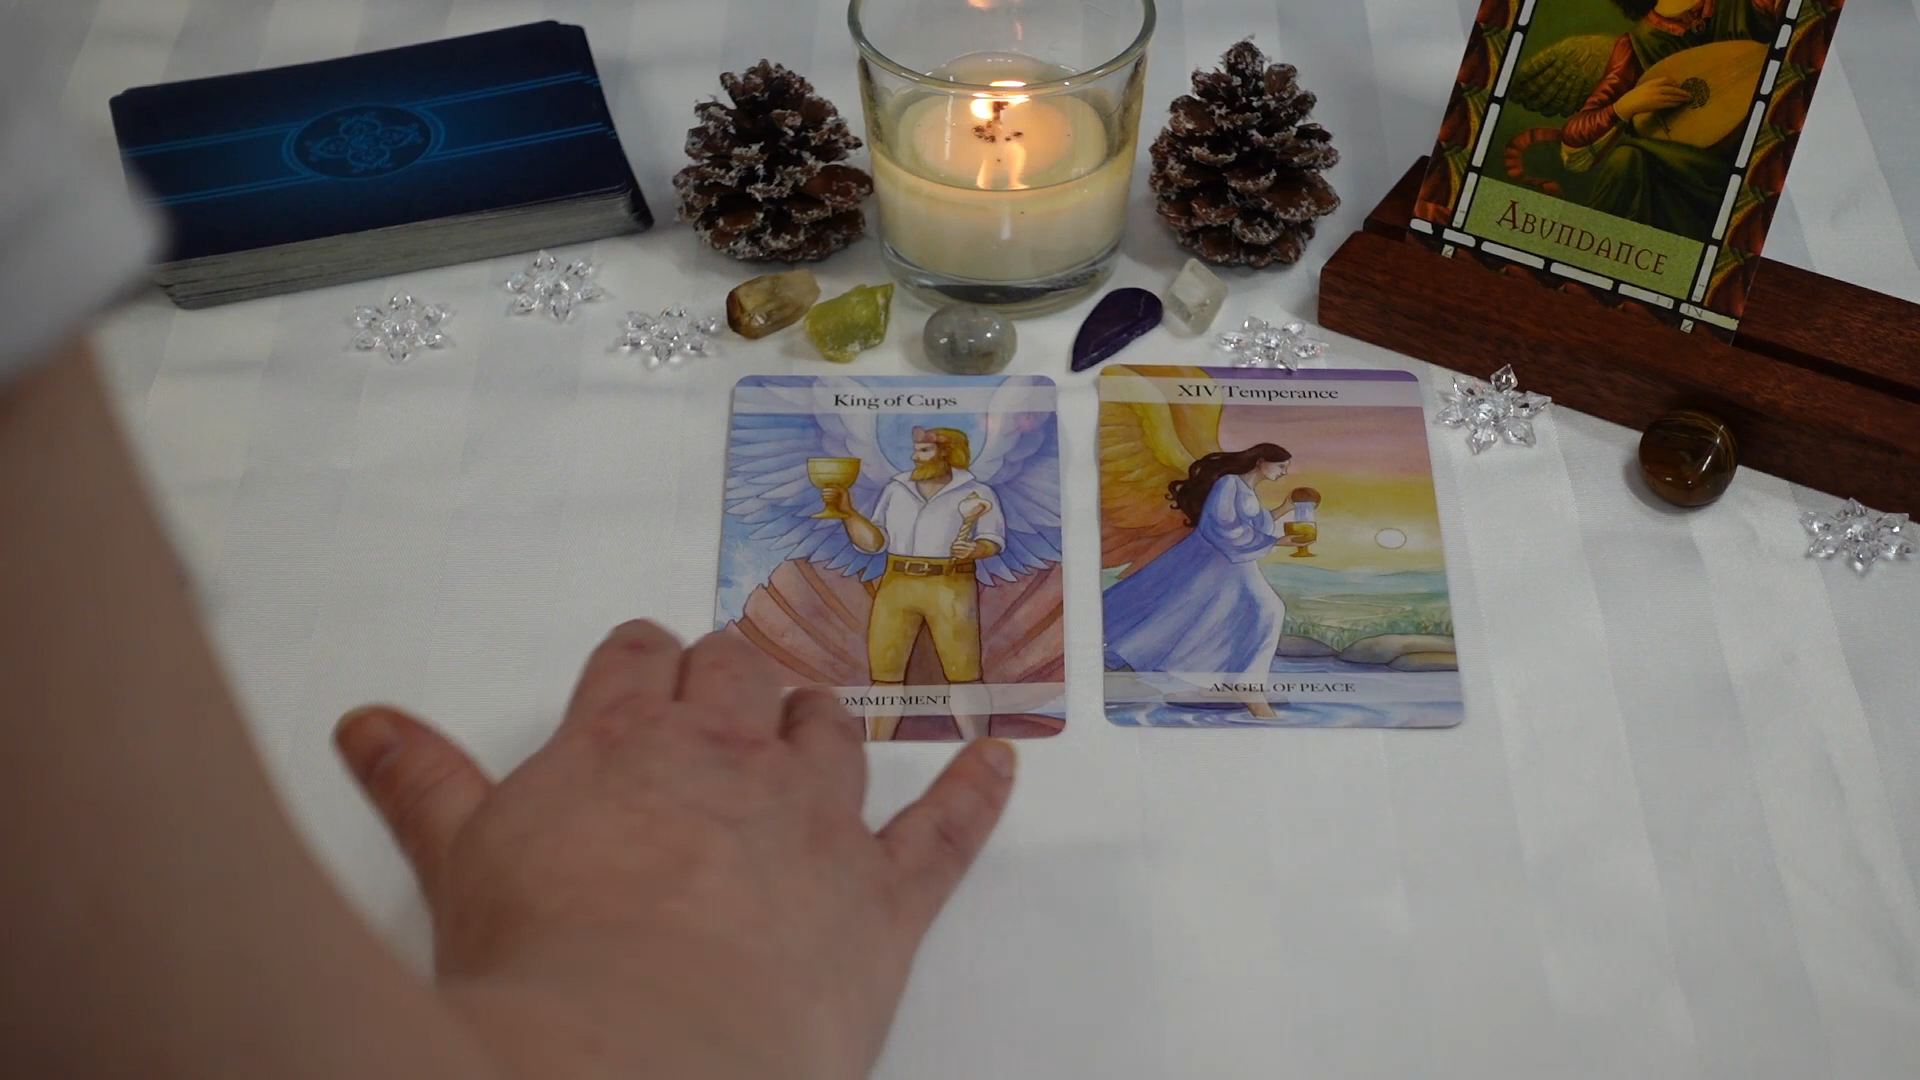 ABUNDANCE
King of Cups
XIV Temperance
OMMITMENT
ANGEL OF PEACE